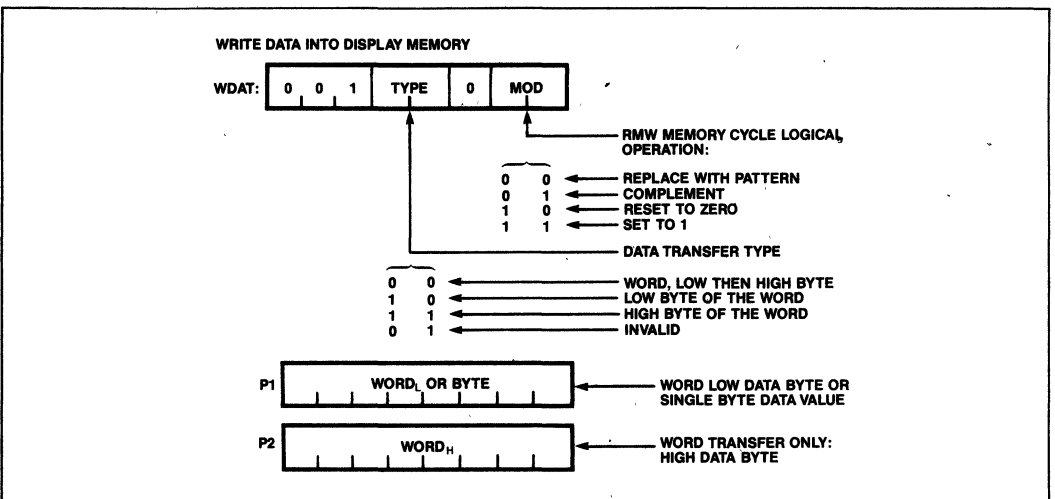 WRITE DATA INTO DISPLAY MEMORY
WDAT: 0 0 1 TYPE 0 MOD
RMW MEMORY CYCLE LOGICAL
OPERATION:
0 0 REPLACE WITH PATTERN
0 1 COMPLEMENT
1 0 RESET TO ZERO
1 1 SET TO 1
DATA TRANSFER TYPE
0 0 WORD, LOW THEN HIGH BYTE
1 0 LOW BYTE OF THE WORD
1 1 HIGH BYTE OF THE WORD
0 1 INVALID
P1 WORDL OR BYTE WORD LOW DATA BYTE OR
SINGLE BYTE DATA VALUE
P2 WORDH WORD TRANSFER ONLY:
HIGH DATA BYTE